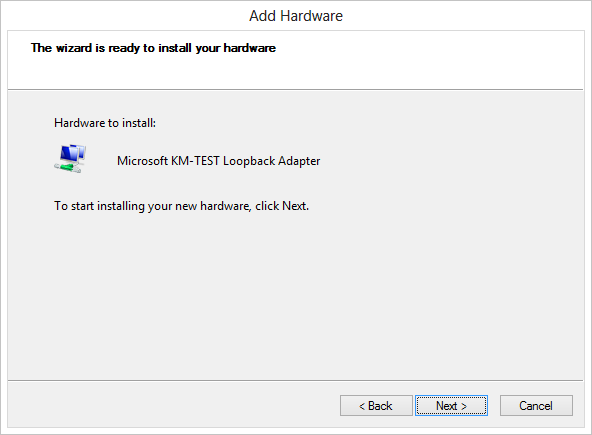 Add Hardware
The wizard is ready to install your hardware
Hardware to install:
Microsoft KM-TEST Loopback Adapter
To start installing your new hardware, click Next.
< Back Next > Cancel